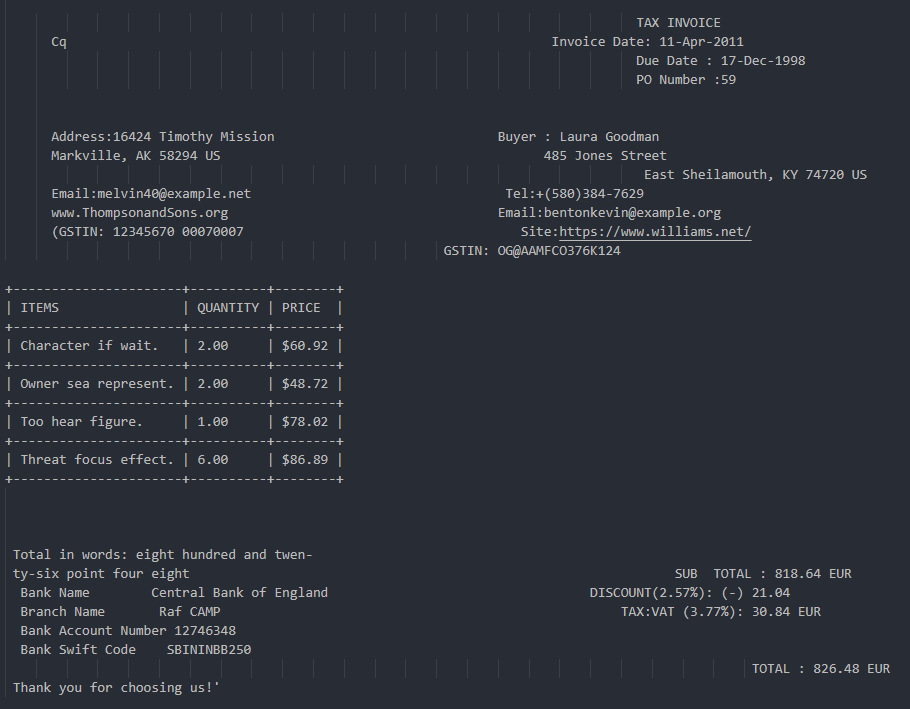 TAX INVOICE
Cq Invoice Date: 11-Apr-2011
Due Date : 17-Dec-1998
PO Number :59
Address:16424 Timothy Mission Buyer : Laura Goodman
Markville, AK 58294 US 485 Jones Street
East Sheilamouth, KY 74720 US
Email:melvin40@example.net Tel:+(580)384-7629
www.ThompsonandSons.org Email:bentonkevin@example.org
(GSTIN: 12345670 00070007 Site:https://www.williams.net/
GSTIN: OG@AAMFCO376K124
+----------------------+----------+--------+
| ITEMS | QUANTITY | PRICE |
+----------------------+----------+--------+
| Character if wait. | 2.00 | $60.92 |
+----------------------+----------+--------+
| Owner sea represent. | 2.00 | $48.72 |
+----------------------+----------+--------+
| Too hear figure. | 1.00 | $78.02 |
+----------------------+----------+--------+
| Threat focus effect. | 6.00 | $86.89 |
+----------------------+----------+--------+
Total in words: eight hundred and twen-
ty-six point four eight SUB TOTAL : 818.64 EUR
Bank Name Central Bank of England DISCOUNT(2.57%): (-) 21.04
Branch Name Raf CAMP TAX:VAT (3.77%): 30.84 EUR
Bank Account Number 12746348
Bank Swift Code SBININBB250
TOTAL : 826.48 EUR
Thank you for choosing us!'